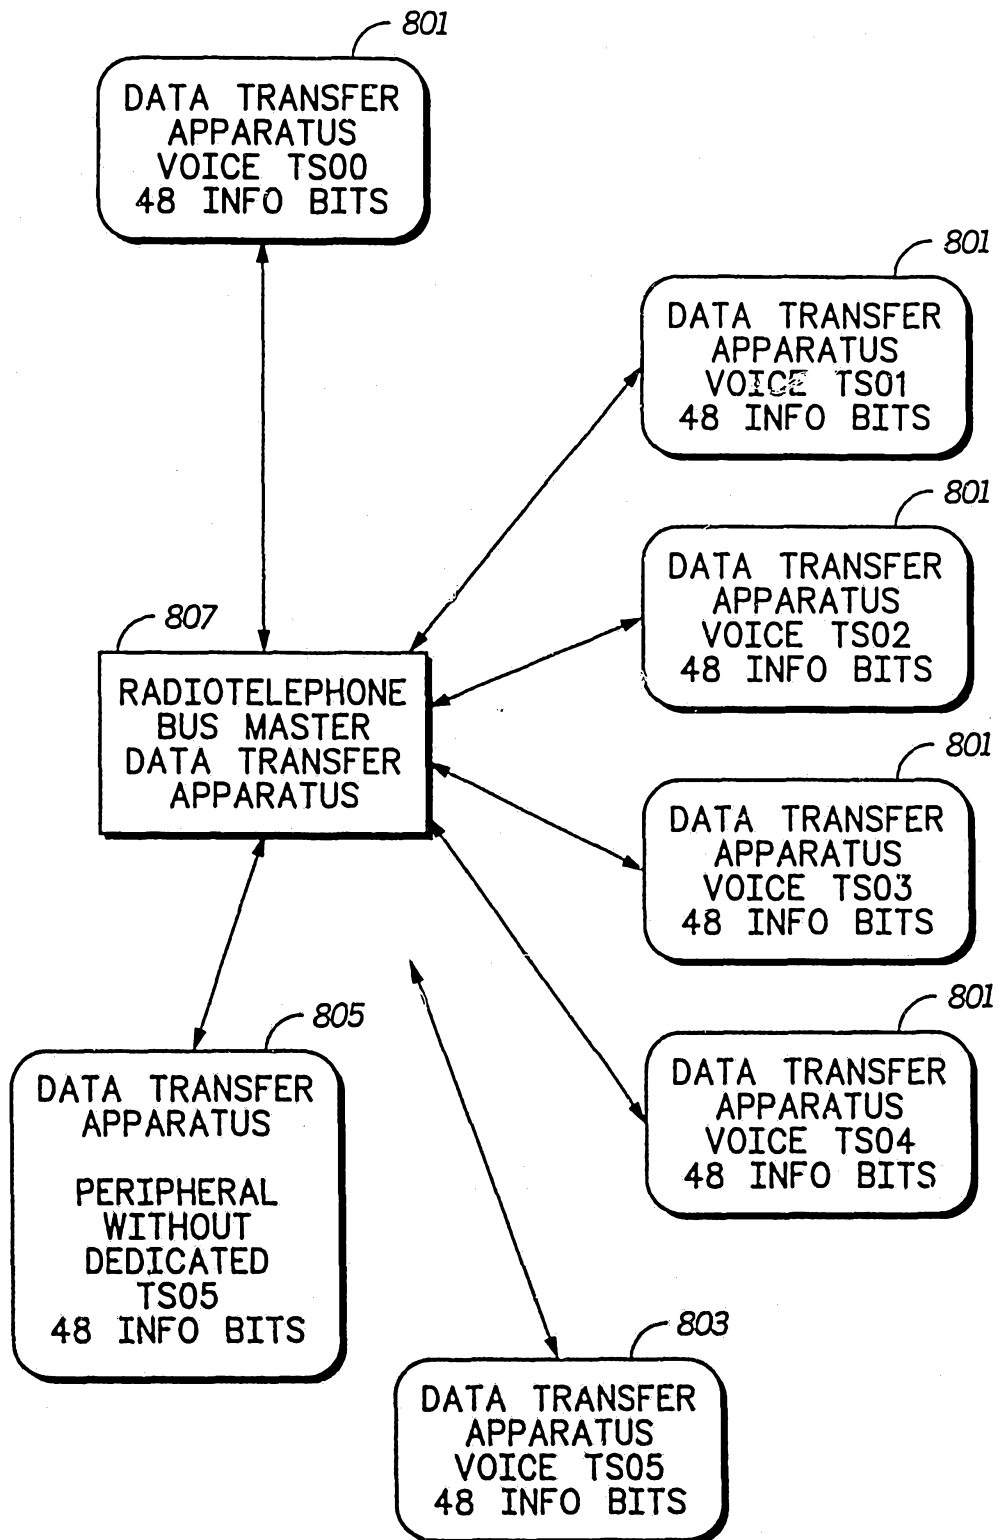 801
DATA TRANSFER
APPARATUS
VOICE TS00
48 INFO BITS
801
DATA TRANSFER
APPARATUS
VOICE TS01
48 INFO BITS
801
DATA TRANSFER
APPARATUS
VOICE TS02
48 INFO BITS
807
RADIOTELEPHONE
BUS MASTER
DATA TRANSFER
APPARATUS
801
DATA TRANSFER
APPARATUS
VOICE TS03
48 INFO BITS
801
DATA TRANSFER
APPARATUS
VOICE TS04
48 INFO BITS
805
DATA TRANSFER
APPARATUS
PERIPHERAL
WITHOUT
DEDICATED
TS05
48 INFO BITS
803
DATA TRANSFER
APPARATUS
VOICE TS05
48 INFO BITS